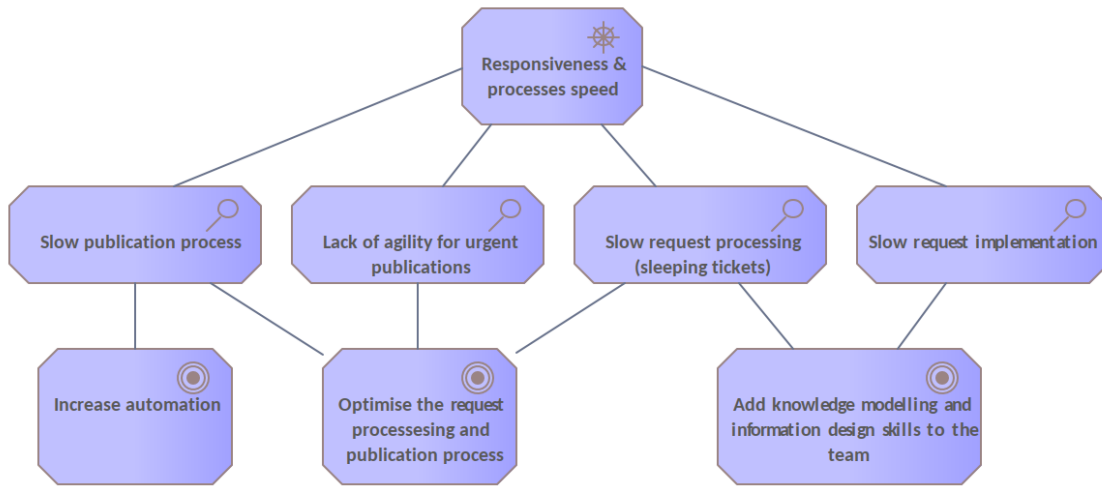 Responsiveness &
processes speed
Slow publication process
Lack of agility for urgent
publications
Slow request processing
(sleeping tickets)
Slow request implementation
Increase automation
Optimise the request
processesing and
publication process
Add knowledge modelling and
information design skills to the
team